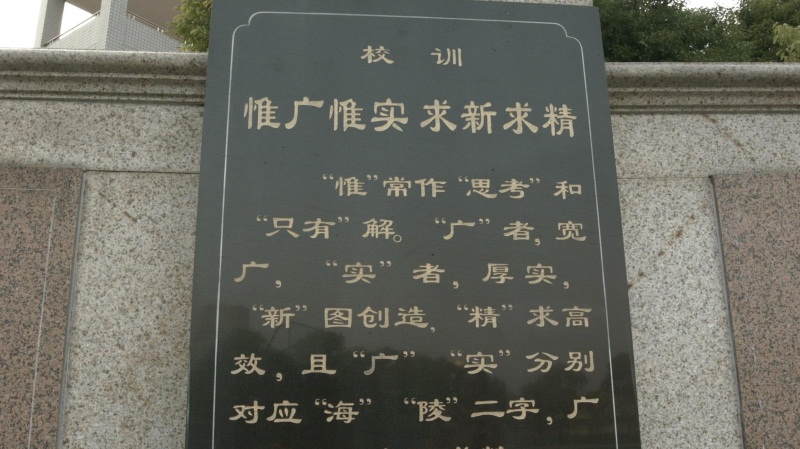 校 训
惟广惟实 求新求精
“惟”常作“思考”和
“只有”解。“广”者，宽
广，“实”者，厚实，
“新”图创造，“精”求高
效，且“广”“实”分别
对应“海”“陵”二字，广